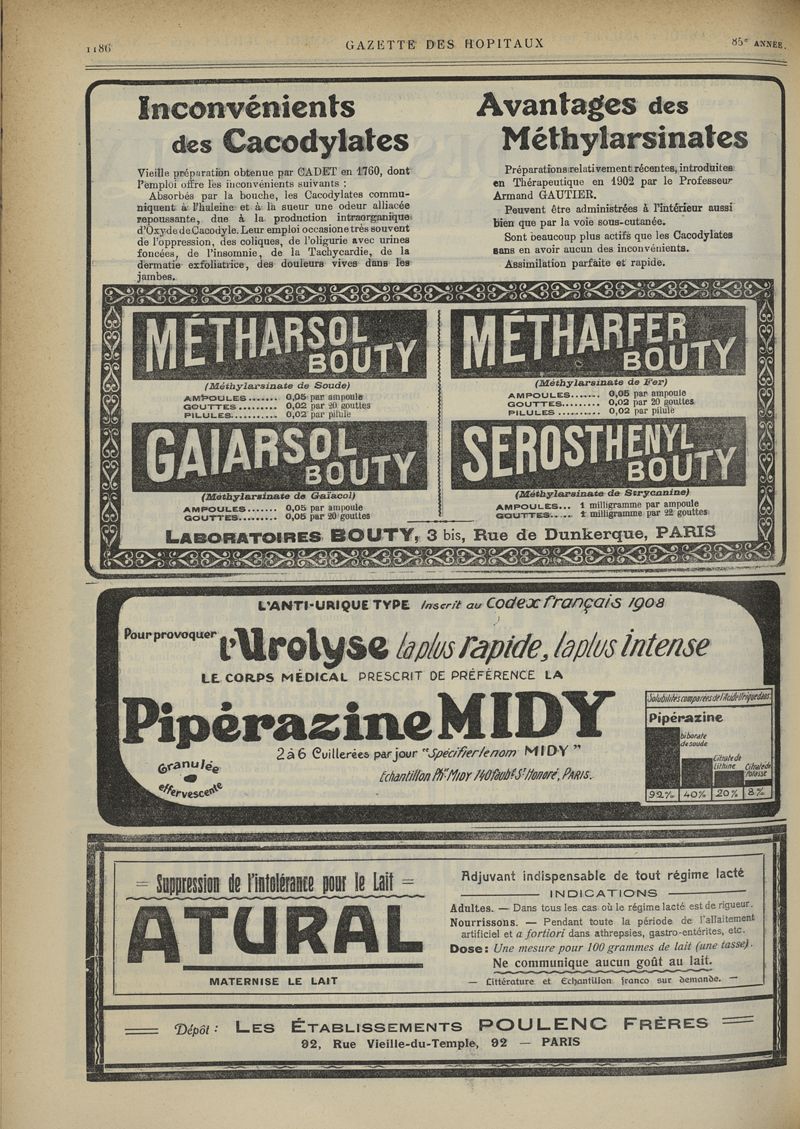 1186
GAZETTE DES HOPITAUX
85e ANNÉE.
Inconvénients
des Cacodylates
Vieille préparation obtenue par CADET en 1760, dont
l'emploi offre les inconvénients suivants :
Absorbés par la bouche, les Cacodylates commu-
niquent à l'haleine et à la sueur une odeur alliacée
repoussante, due à la production intraorganique
d'Oxyde de Cacodyle. Leur emploi occasionne très souvent
de l'oppression, des coliques, de l'oligurie avec urines
foncées, de l'insomnie, de la Tachycardie, de la
dermatie exfoliatrice, des douleurs vives dans les
jambes.
Avantages des
Méthylarsinates
Préparations relativement récentes, introduites
en Thérapeutique en 1902 par le Professeur
Armand GAUTIER.
Peuvent être administrées à l'intérieur aussi
bien que par la voie sous-cutanée.
Sont beaucoup plus actifs que les Cacodylates
sans en avoir aucun des inconvénients.
Assimilation parfaite et rapide.
MÉTHARSOL
BOUTY
(Méthylarsinate de Soude)
AMPOULES....... 0,05 par ampoule
GOUTTES......... 0,02 par 20 gouttes
PILULES........... 0,02 par pilule
MÉTHARFER
BOUTY
(Méthylarsinate de Fer)
AMPOULES....... 0,05 par ampoule
GOUTTES......... 0,02 par 20 gouttes
PILULES .......... 0,02 par pilule
GAIARSOL
BOUTY
(Méthylarsinate de Gaïacol)
AMPOULES....... 0,05 par ampoule
GOUTTES......... 0,05 par 20 gouttes
SEROSTHENYL
BOUTY
(Méthylarsinate de Strycnnine)
AMPOULES... 1 milligramme par ampoule
GOUTTES..... 1 milligramme par 22 gouttes
LABORATOIRES BOUTY, 3 bis, Rue de Dunkerque, PARIS
L'ANTI-URIQUE TYPE Inscrit au Codex français 1908
Pour provoquer l'Urolyse la plus rapide, la plus intense
LE CORPS MÉDICAL PRESCRIT DE PRÉFÉRENCE LA
Pipérazine MIDY
2 à 6 Cuillerées par jour "Spécifier le nom MIDY"
Granulée
effervescente
Echantillon Phie MIDY 140 Faubg St Honoré, PARIS.
Solubilités comparées de l'Acide Urique dans:
Pipérazine
biborate
de soude
Citrate de
Lithine
Citrate de
Potasse
92% 40% 20% 8%
= Suppression de l'intolérance pour le Lait =
ATURAL
MATERNISE LE LAIT
Adjuvant indispensable de tout régime lacté
INDICATIONS
Adultes. — Dans tous les cas où le régime lacté est de rigueur.
Nourrissons. — Pendant toute la période de l'allaitement
artificiel et a fortiori dans athrepsies, gastro-entérites, etc.
Dose : Une mesure pour 100 grammes de lait (une tasse).
Ne communique aucun goût au lait.
— Littérature et Echantillon franco sur demande. —
Dépôt : LES ÉTABLISSEMENTS POULENC FRÈRES
92, Rue Vieille-du-Temple, 92 — PARIS